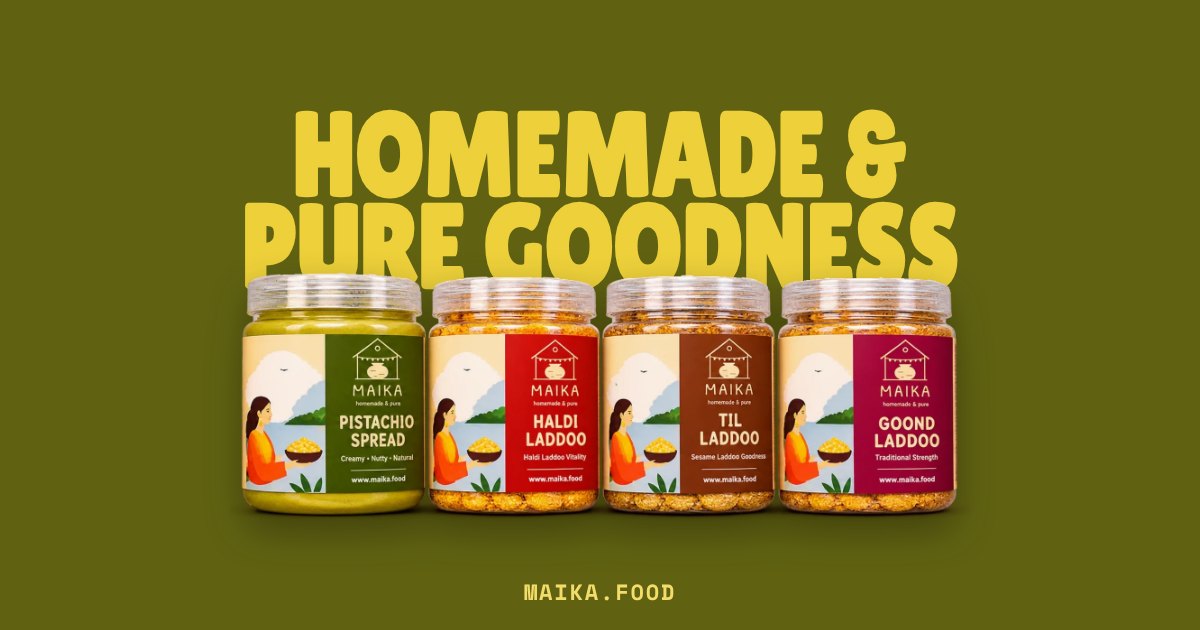 HOMEMADE &
PURE GOODNESS
MAIKA
homemade & pure
PISTACHIO
SPREAD
Creamy • Nutty • Natural
www.maika.food
MAIKA
homemade & pure
HALDI
LADDOO
Haldi Laddoo Vitality
www.maika.food
MAIKA
homemade & pure
TIL
LADDOO
Sesame Laddoo Goodness
www.maika.food
MAIKA
homemade & pure
GOOND
LADDOO
Traditional Strength
www.maika.food
MAIKA.FOOD